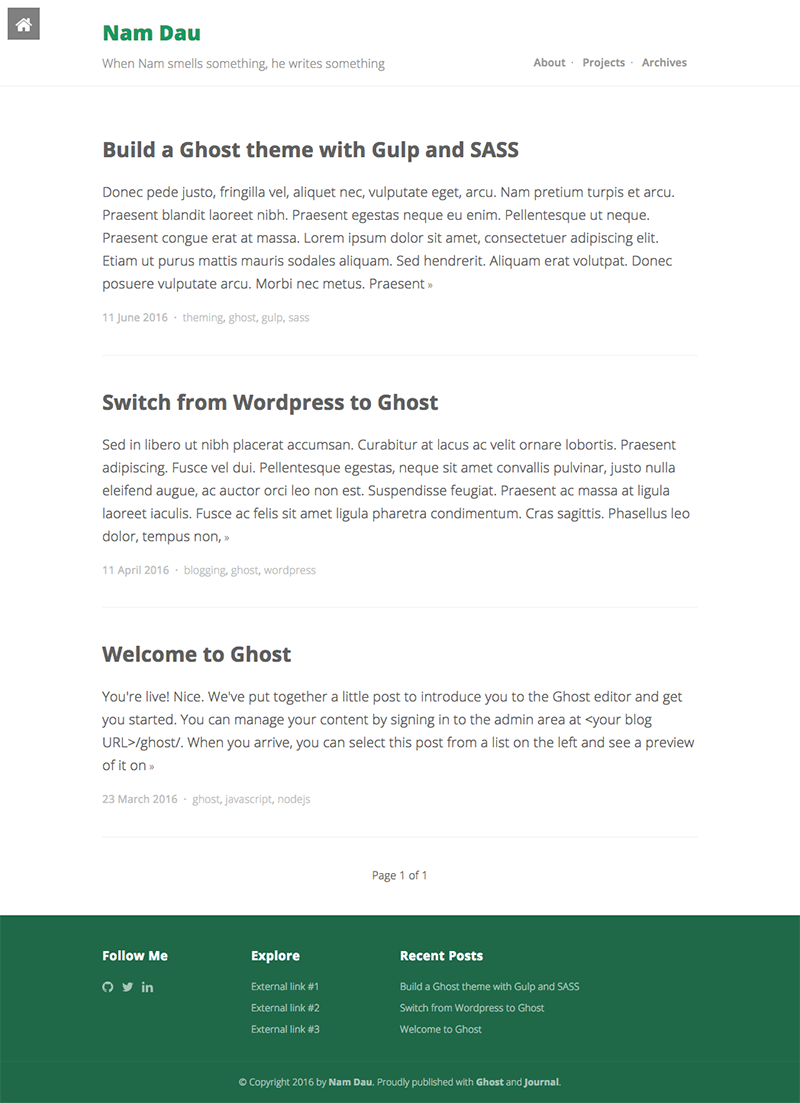 Nam Dau
When Nam smells something, he writes something
About · Projects · Archives
Build a Ghost theme with Gulp and SASS
Donec pede justo, fringilla vel, aliquet nec, vulputate eget, arcu. Nam pretium turpis et arcu.
Praesent blandit laoreet nibh. Praesent egestas neque eu enim. Pellentesque ut neque.
Praesent congue erat at massa. Lorem ipsum dolor sit amet, consectetuer adipiscing elit.
Etiam ut purus mattis mauris sodales aliquam. Sed hendrerit. Aliquam erat volutpat. Donec
posuere vulputate arcu. Morbi nec metus. Praesent »
11 June 2016 · theming, ghost, gulp, sass
Switch from Wordpress to Ghost
Sed in libero ut nibh placerat accumsan. Curabitur at lacus ac velit ornare lobortis. Praesent
adipiscing. Fusce vel dui. Pellentesque egestas, neque sit amet convallis pulvinar, justo nulla
eleifend augue, ac auctor orci leo non est. Suspendisse feugiat. Praesent ac massa at ligula
laoreet iaculis. Fusce ac felis sit amet ligula pharetra condimentum. Cras sagittis. Phasellus leo
dolor, tempus non, »
11 April 2016 · blogging, ghost, wordpress
Welcome to Ghost
You're live! Nice. We've put together a little post to introduce you to the Ghost editor and get
you started. You can manage your content by signing in to the admin area at <your blog
URL>/ghost/. When you arrive, you can select this post from a list on the left and see a preview
of it on »
23 March 2016 · ghost, javascript, nodejs
Page 1 of 1
Follow Me
Explore
External link #1
External link #2
External link #3
Recent Posts
Build a Ghost theme with Gulp and SASS
Switch from Wordpress to Ghost
Welcome to Ghost
© Copyright 2016 by Nam Dau. Proudly published with Ghost and Journal.